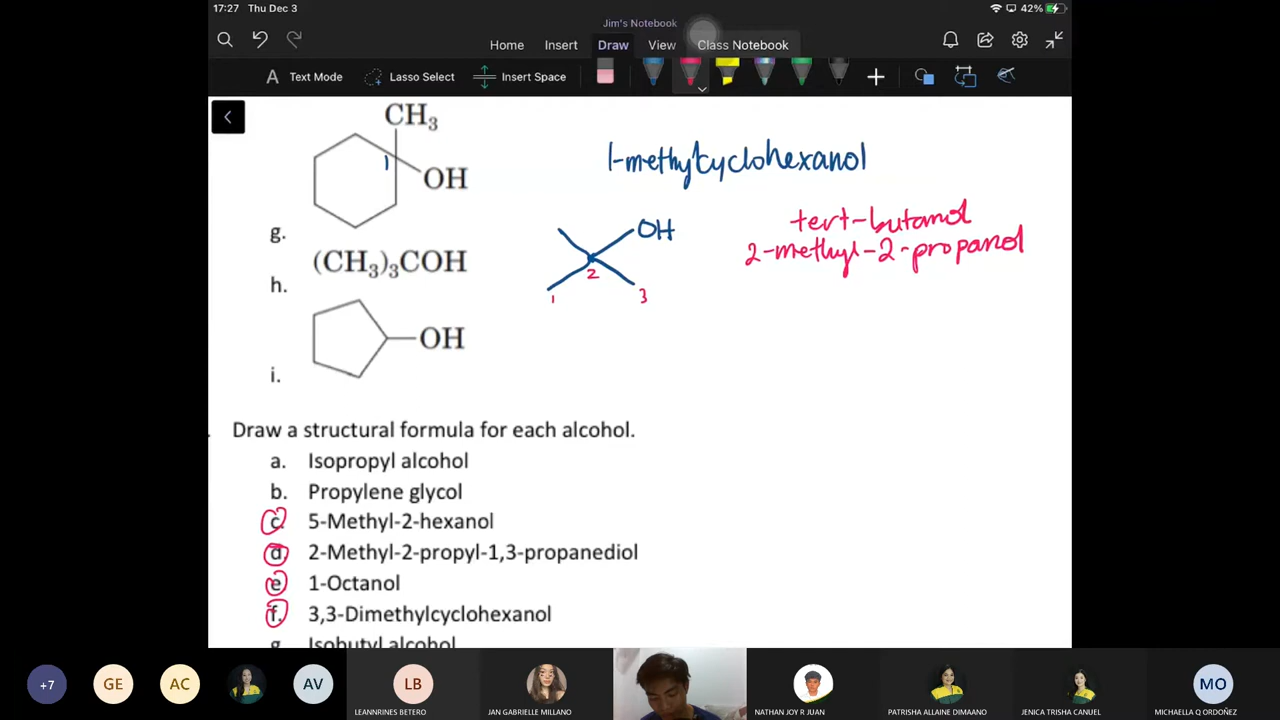 17:27 Thu Dec 3
42%
Jim's Notebook
Home Insert Draw View Class Notebook
A Text Mode Lasso Select Insert Space
CH3
1
OH
1-methylcyclohexanol
g.
OH
tert-butanol
2-methyl-2-propanol
(CH3)3COH
2
1
3
h.
OH
i.
Draw a structural formula for each alcohol.
a. Isopropyl alcohol
b. Propylene glycol
c. 5-Methyl-2-hexanol
d. 2-Methyl-2-propyl-1,3-propanediol
e. 1-Octanol
f. 3,3-Dimethylcyclohexanol
g. Isobutyl alcohol
+7 GE AC AV LB MO
LEANNRINES BETERO JAN GABRIELLE MILLANO NATHAN JOY R JUAN PATRISHA ALLAINE DIMAANO JENICA TRISHA CANUEL MICHAELLA Q ORDOÑEZ